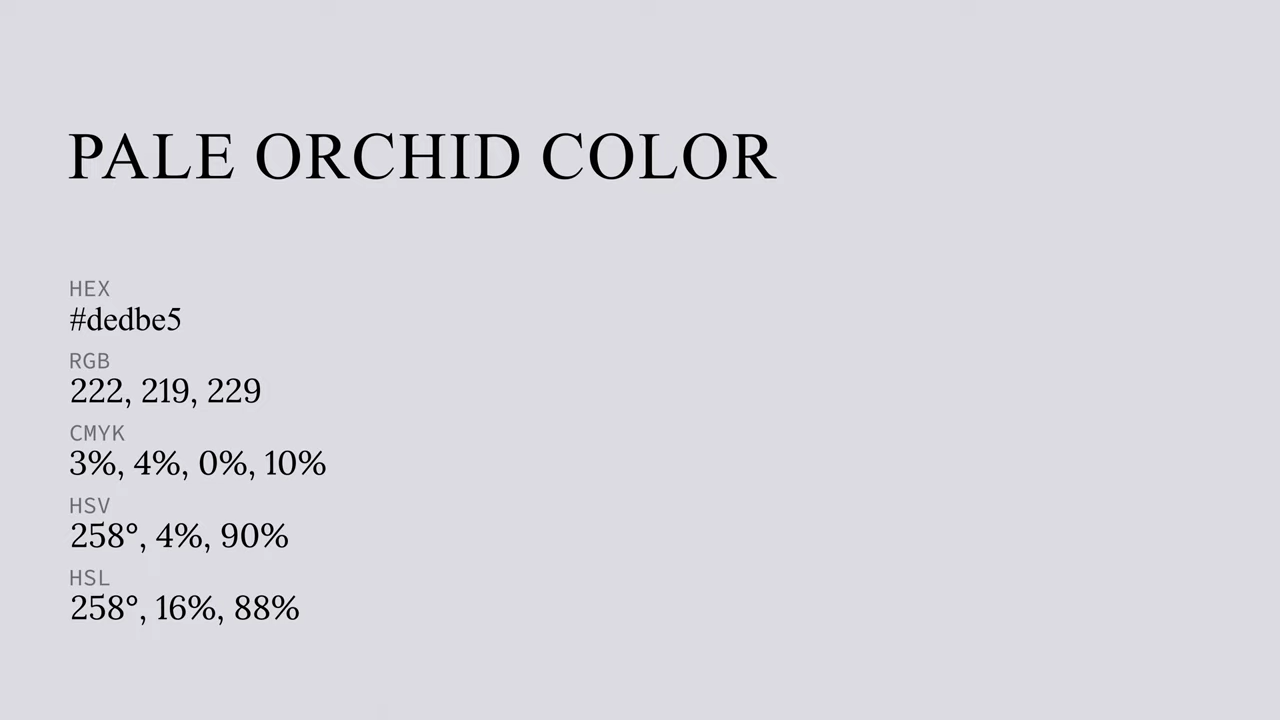 PALE ORCHID COLOR
HEX
#dedbe5
RGB
222, 219, 229
CMYK
3%, 4%, 0%, 10%
HSV
258°, 4%, 90%
HSL
258°, 16%, 88%